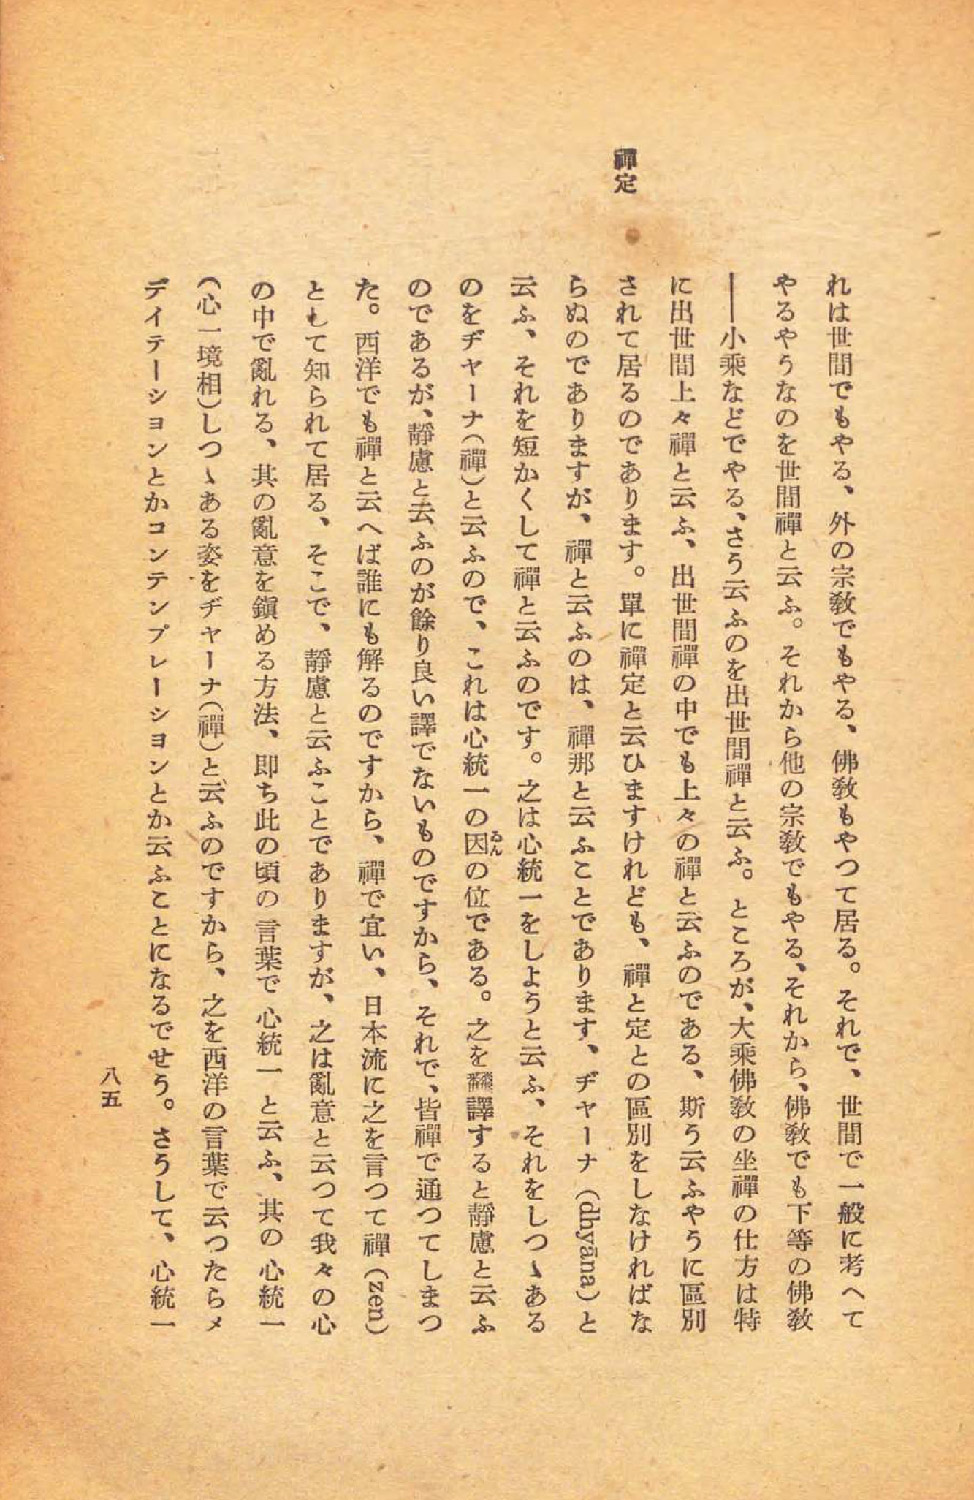 禪定
れは世間でもやる、外の宗敎でもやる、佛敎もやつて居る。それで、世間で一般に考へて
やるやうなのを世間禪と云ふ。それから他の宗敎でもやる、それから、佛敎でも下等の佛敎
――小乘などでやる、さう云ふのを出世間禪と云ふ。ところが、大乘佛敎の坐禪の仕方は特
に出世間上々禪と云ふ、出世間禪の中でも上々の禪と云ふのである、斯う云ふやうに區別
されて居るのであります。單に禪定と云ひますけれども、禪と定との區別をしなければな
らぬのでありますが、禪と云ふのは、禪那と云ふことであります、ヂャーナ（dhyāna）と
云ふ、それを短かくして禪と云ふのです。之は心統一をしようと云ふ、それをしつゝある
のをヂャーナ（禪）と云ふので、これは心統一の因ゐんの位である。之を飜譯すると靜慮と云ふ
のであるが、靜慮と云ふのが餘り良い譯でないものですから、それで、皆禪で通つてしまつ
た。西洋でも禪と云へば誰にも解るのですから、禪で宜い、日本流に之を言つて禪（zen）
として知られて居る、そこで、靜慮と云ふことでありますが、之は亂意と云つて我々の心
の中で亂れる、其の亂意を鎭める方法、即ち此の頃の言葉で心統一と云ふ、其の心統一
（心一境相）しつゝある姿をヂャーナ（禪）と云ふのですから、之を西洋の言葉で云つたらメ
デイテーションとかコンテンプレーションとか云ふことになるでせう。さうして、心統一
八五